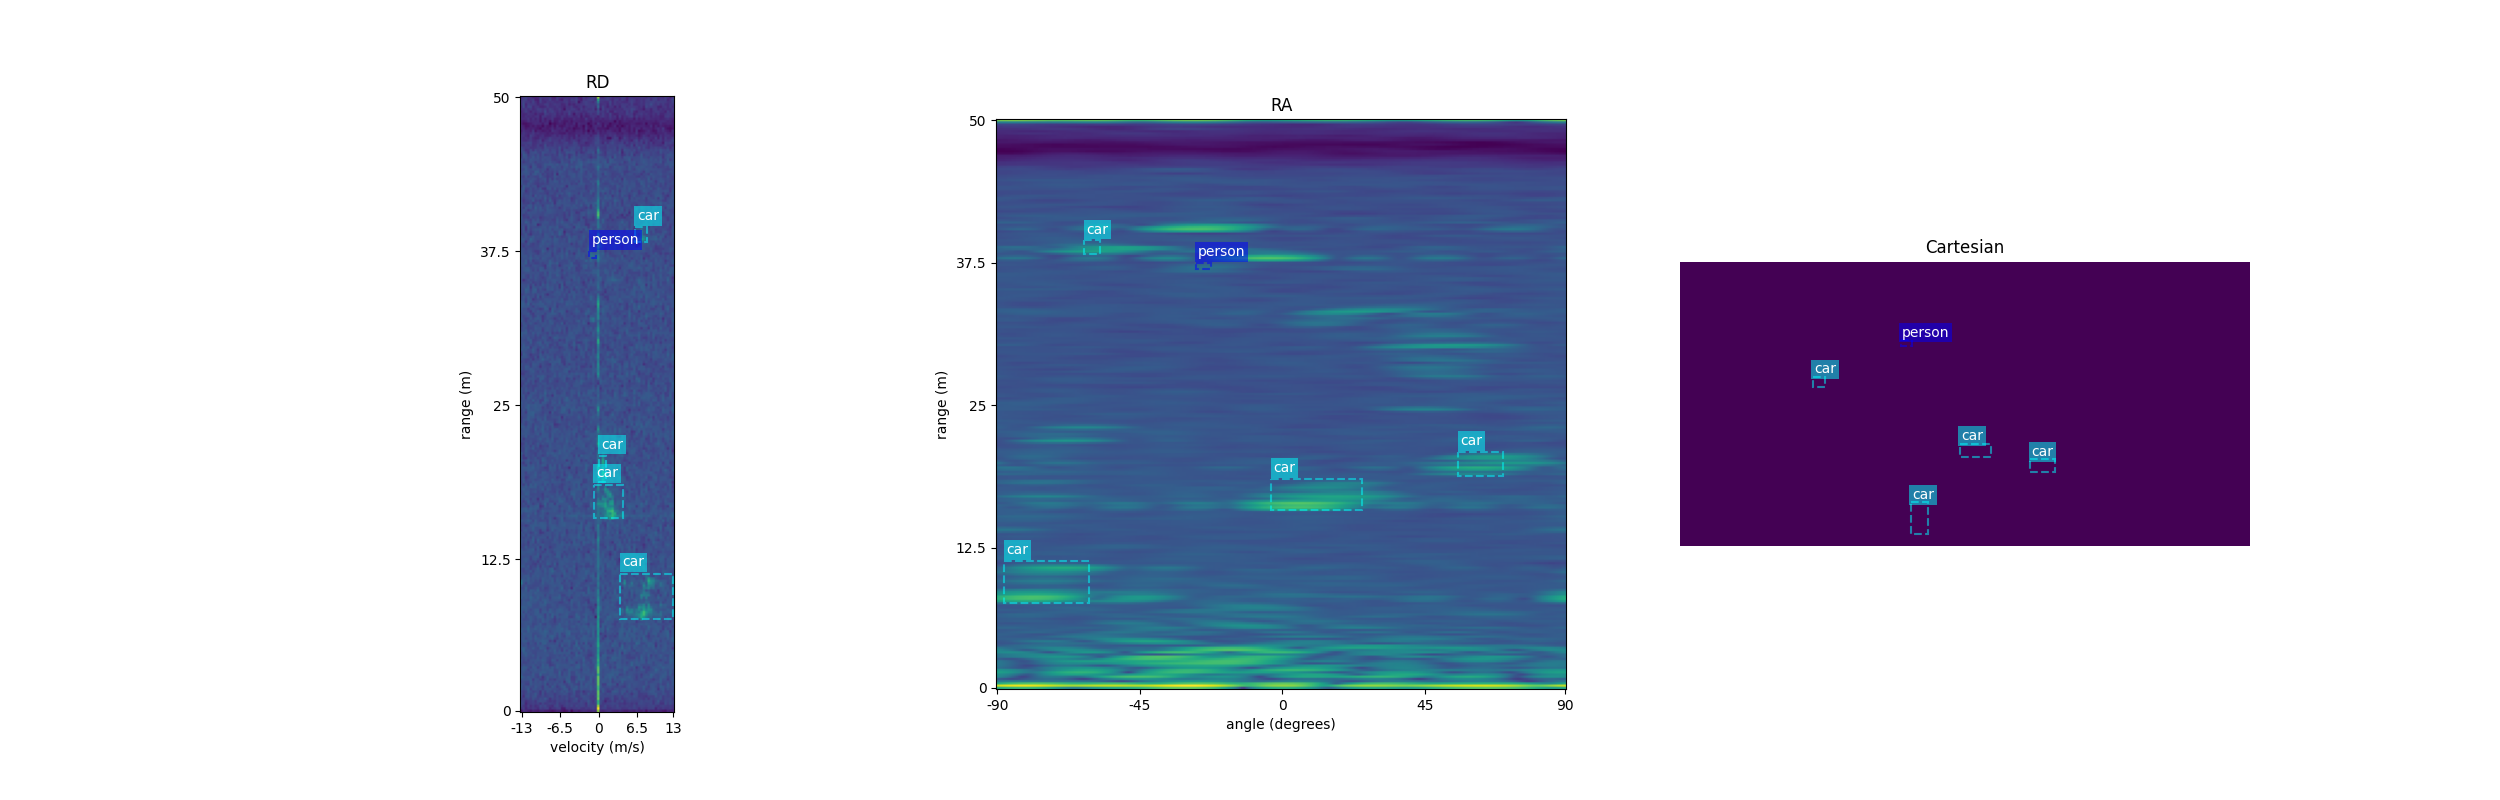 RD
50
37.5
25
12.5
0
-13 -6.5 0 6.5 13
velocity (m/s)
range (m)
car
person
car
car
car
RA
50
37.5
25
12.5
0
-90 -45 0 45 90
angle (degrees)
range (m)
car
person
car
car
car
Cartesian
person
car
car
car
car